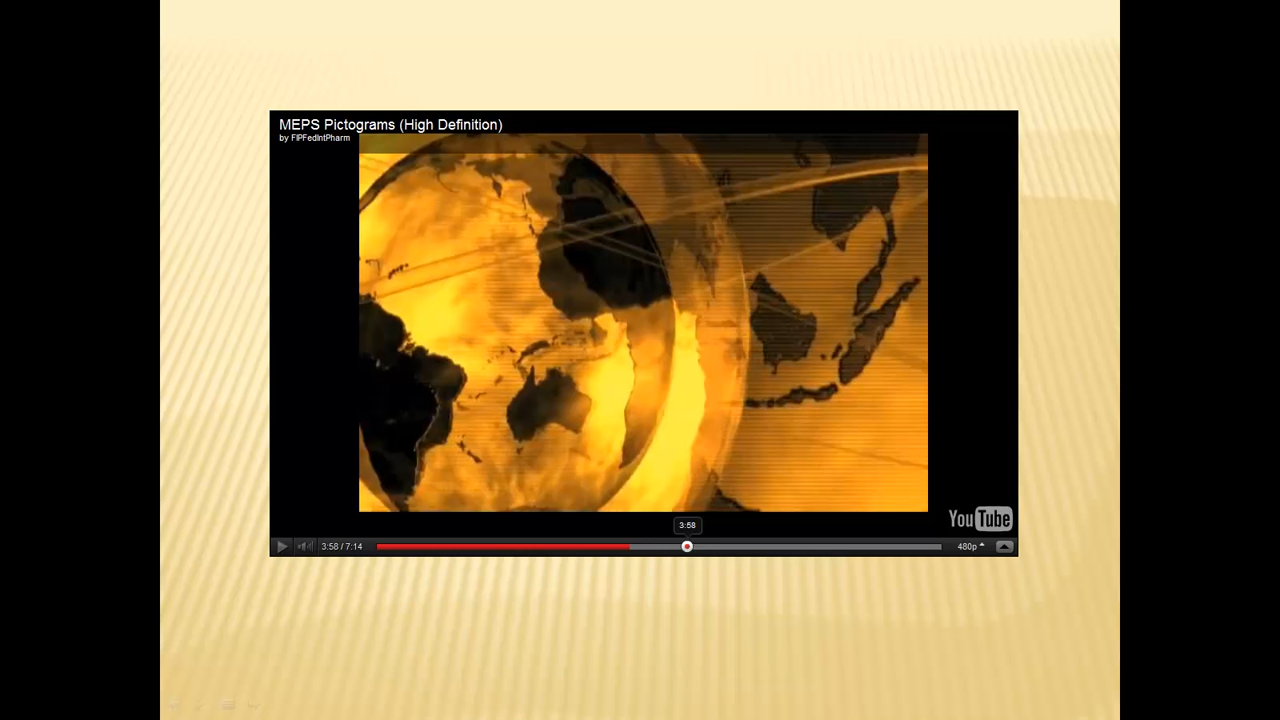 MEPS Pictograms (High Definition)
by FIPFedIntPharm
YouTube
3:58
3:58 / 7:14
480p